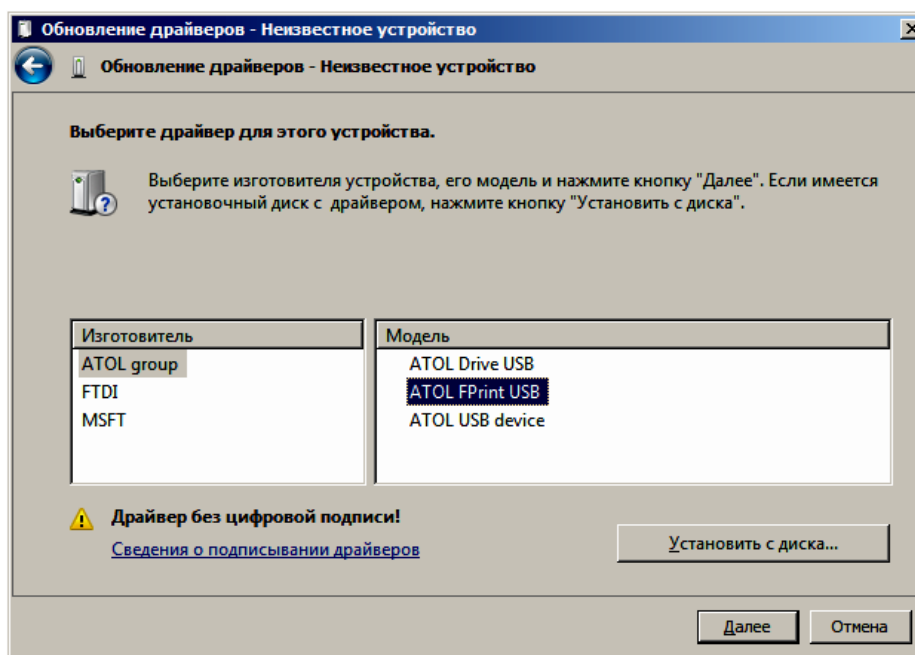 Обновление драйверов - Неизвестное устройство
Обновление драйверов - Неизвестное устройство
Выберите драйвер для этого устройства.
Выберите изготовителя устройства, его модель и нажмите кнопку "Далее". Если имеется
установочный диск с драйвером, нажмите кнопку "Установить с диска".
Изготовитель
ATOL group
FTDI
MSFT
Модель
ATOL Drive USB
ATOL FPrint USB
ATOL USB device
Драйвер без цифровой подписи!
Сведения о подписывании драйверов
Установить с диска...
Далее
Отмена